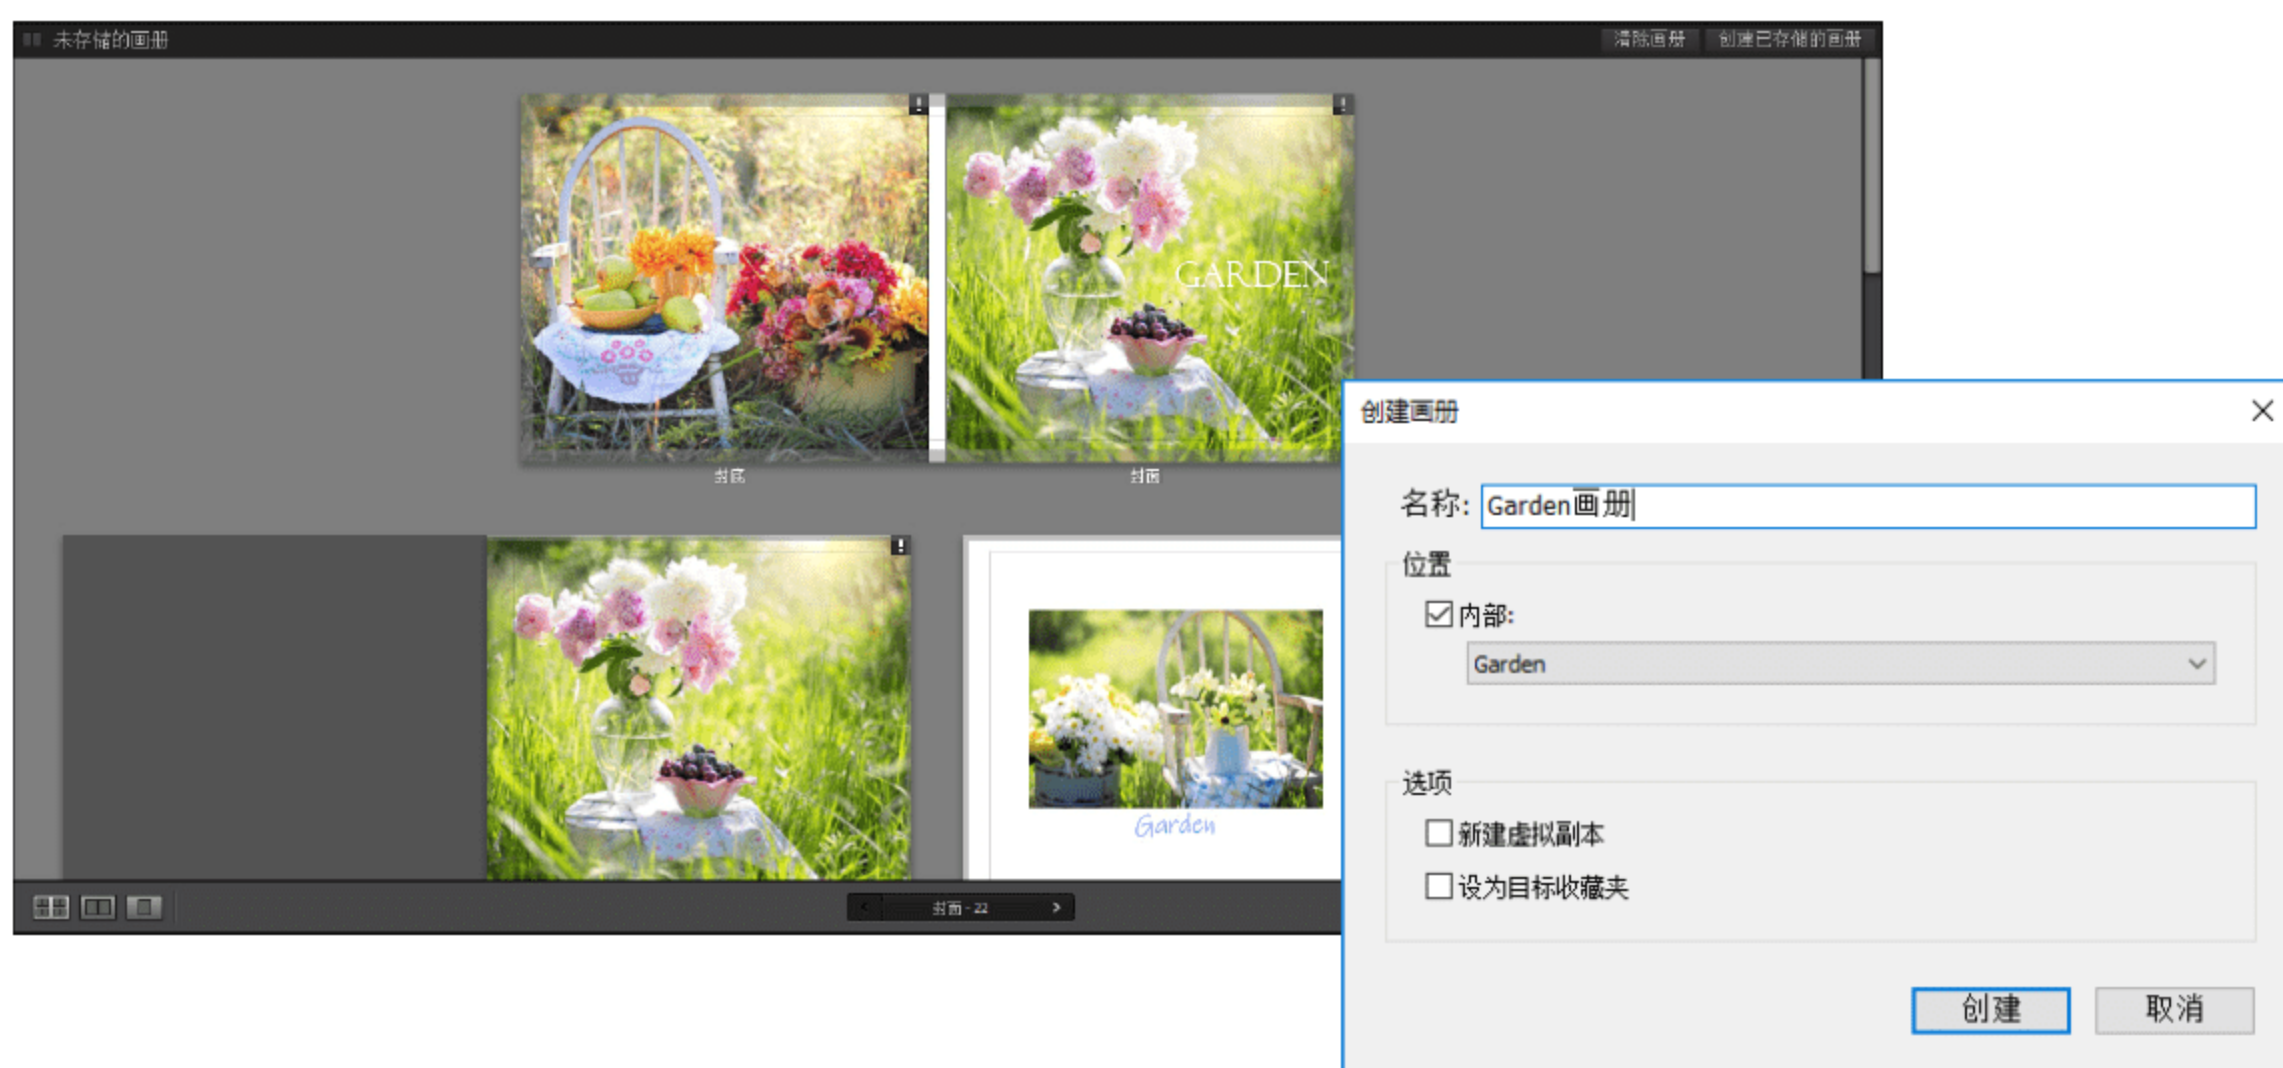 未存储的画册
清除画册
创建已存储的画册
GARDEN
封底
封面
Garden
封面 - 22
创建画册
名称:
Garden画册
位置
内部:
Garden
选项
新建虚拟副本
设为目标收藏夹
创建
取消